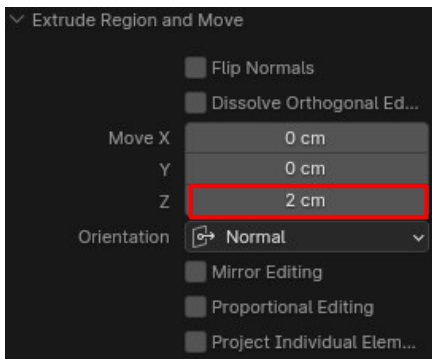 Extrude Region and Move
Flip Normals
Dissolve Orthogonal Ed...
Move X 0 cm
Y 0 cm
Z 2 cm
Orientation Normal
Mirror Editing
Proportional Editing
Project Individual Elem...